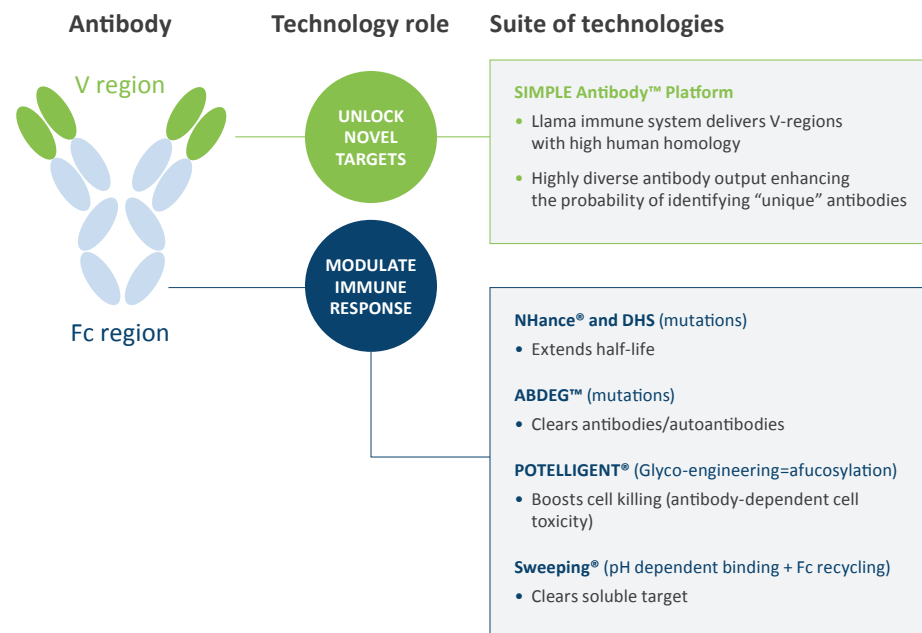 Antibody
Technology role
Suite of technologies
V region
UNLOCK
NOVEL
TARGETS
SIMPLE Antibody™ Platform
• Llama immune system delivers V-regions
with high human homology
• Highly diverse antibody output enhancing
the probability of identifying “unique” antibodies
Fc region
MODULATE
IMMUNE
RESPONSE
NHance® and DHS (mutations)
• Extends half-life
ABDEG™ (mutations)
• Clears antibodies/autoantibodies
POTELLIGENT® (Glyco-engineering=afucosylation)
• Boosts cell killing (antibody-dependent cell
toxicity)
Sweeping® (pH dependent binding + Fc recycling)
• Clears soluble target